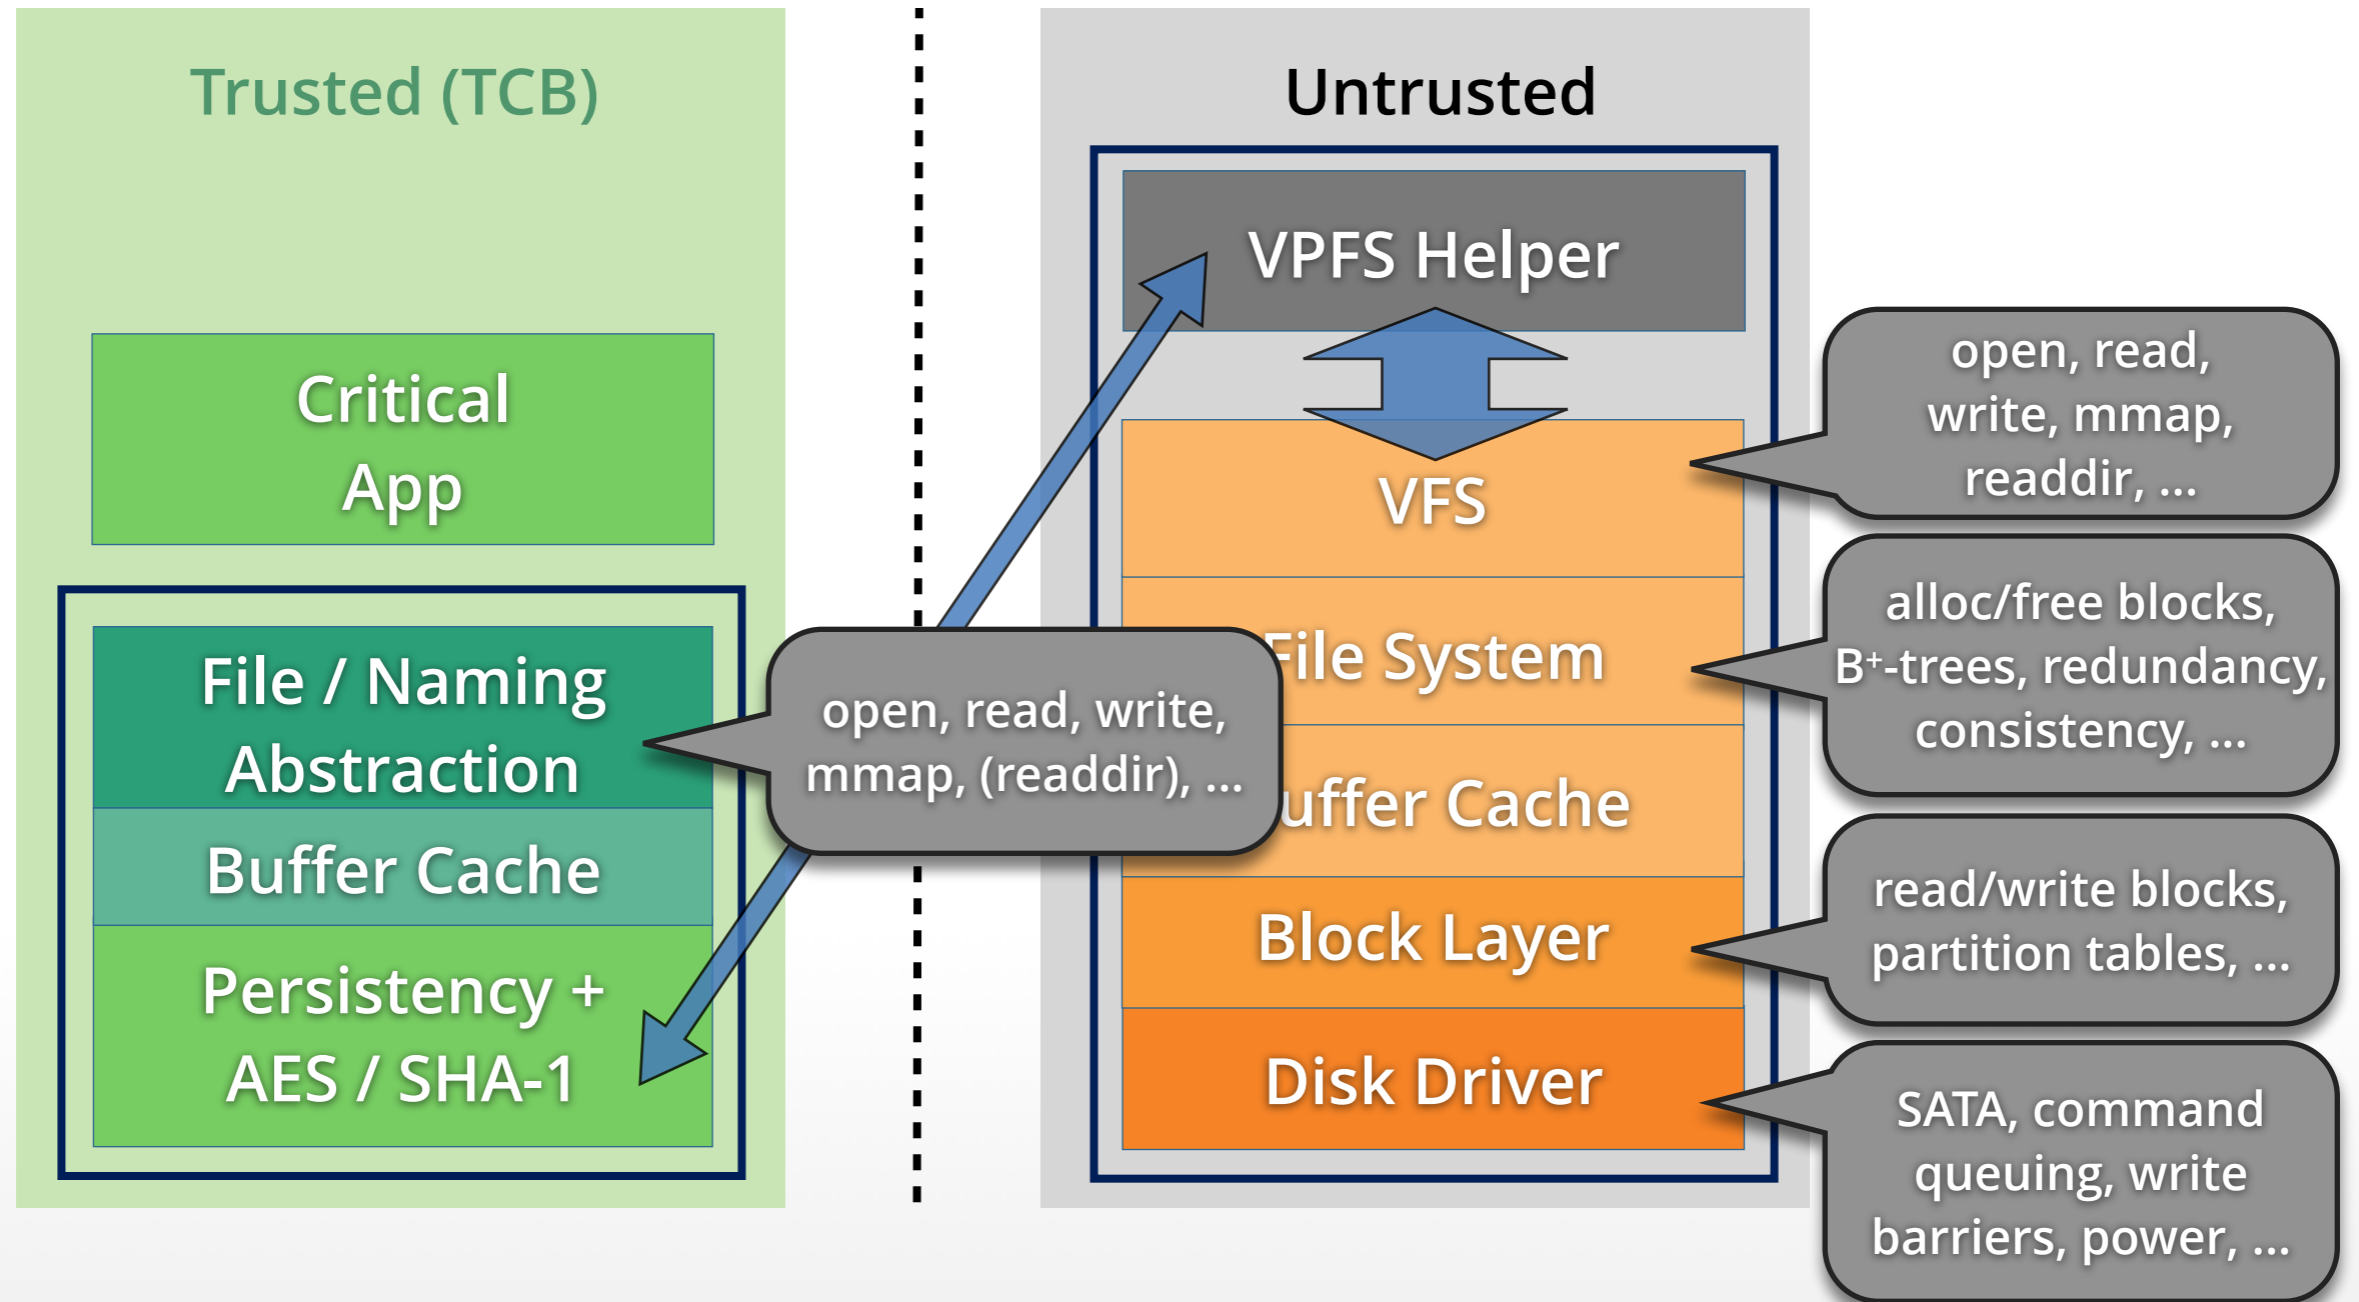 Trusted (TCB)
Critical
App
File / Naming
Abstraction
Buffer Cache
Persistency +
AES / SHA-1
open, read, write,
mmap, (readdir), ...
Untrusted
VPFS Helper
VFS
File System
uffer Cache
Block Layer
Disk Driver
open, read,
write, mmap,
readdir, ...
alloc/free blocks,
B⁺-trees, redundancy,
consistency, ...
read/write blocks,
partition tables, ...
SATA, command
queuing, write
barriers, power, ...